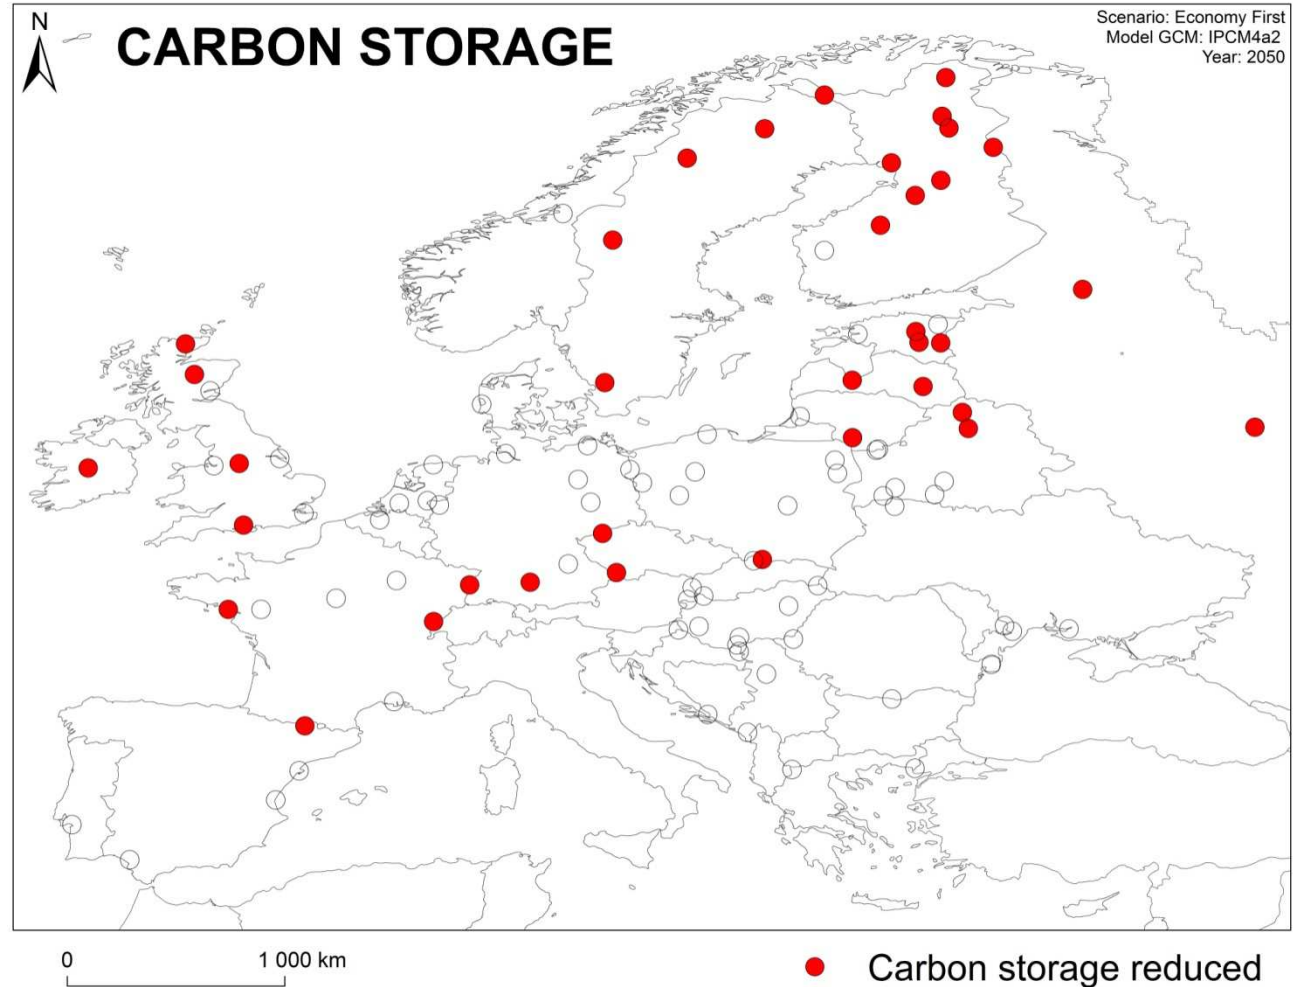 N
CARBON STORAGE
Scenario: Economy First
Model GCM: IPCM4a2
Year: 2050
0
1 000 km
Carbon storage reduced